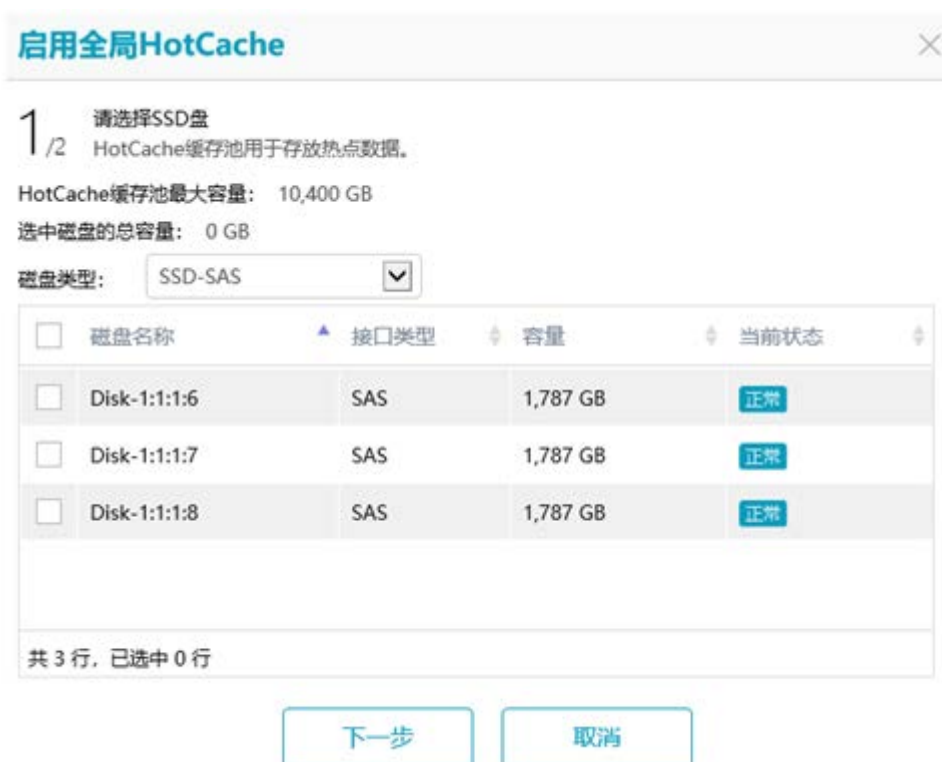 启用全局HotCache
1/2 请选择SSD盘
HotCache缓存池用于存放热点数据。
HotCache缓存池最大容量： 10,400 GB
选中磁盘的总容量： 0 GB
磁盘类型： SSD-SAS
磁盘名称 接口类型 容量 当前状态
Disk-1:1:1:6 SAS 1,787 GB 正常
Disk-1:1:1:7 SAS 1,787 GB 正常
Disk-1:1:1:8 SAS 1,787 GB 正常
共 3 行，已选中 0 行
下一步 取消